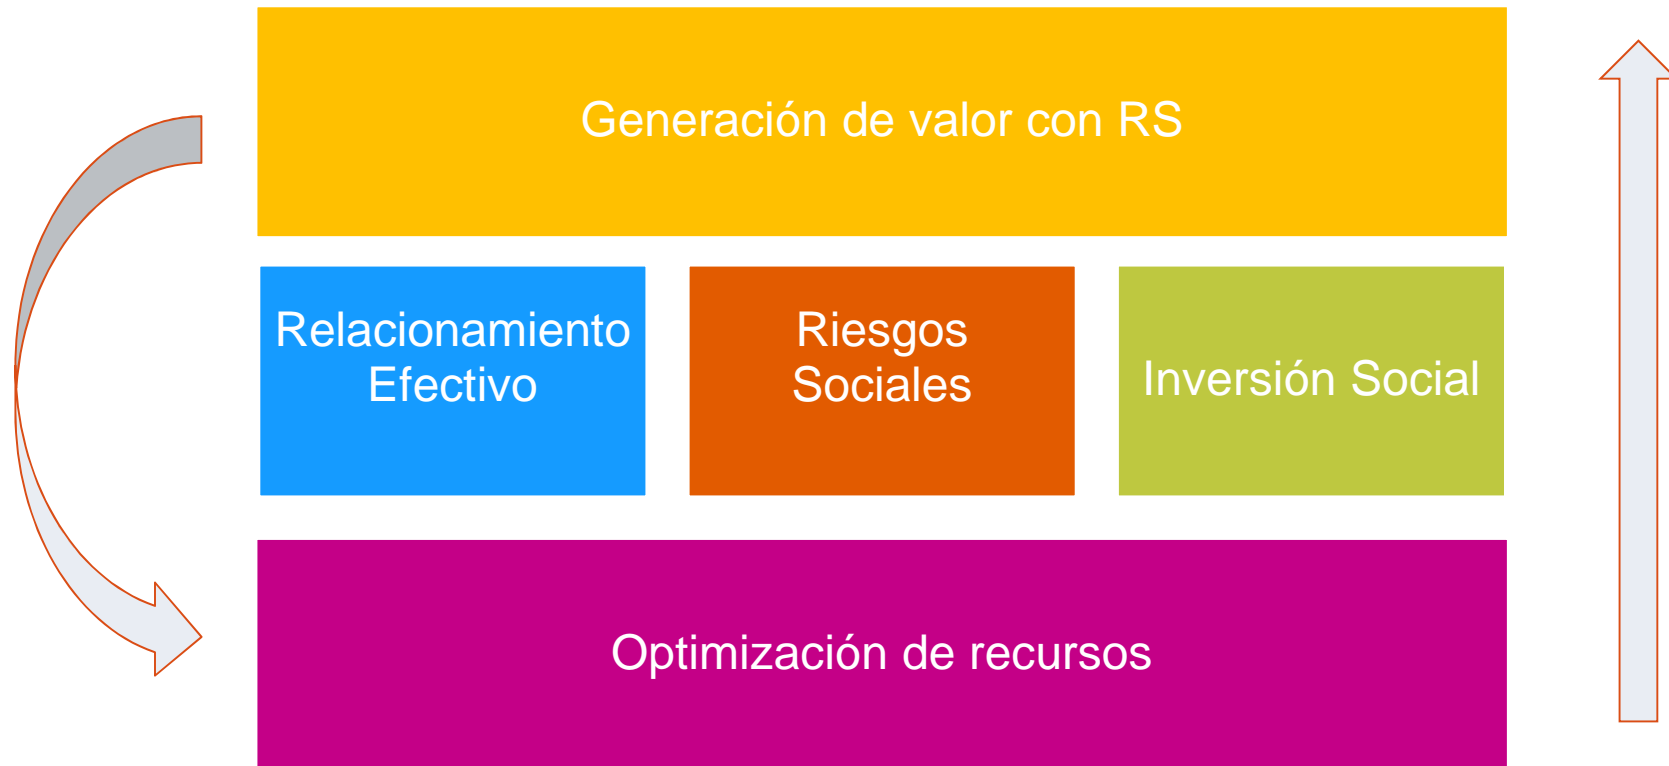 Generación de valor con RS
Relacionamiento
Efectivo
Riesgos
Sociales
Inversión Social
Optimización de recursos